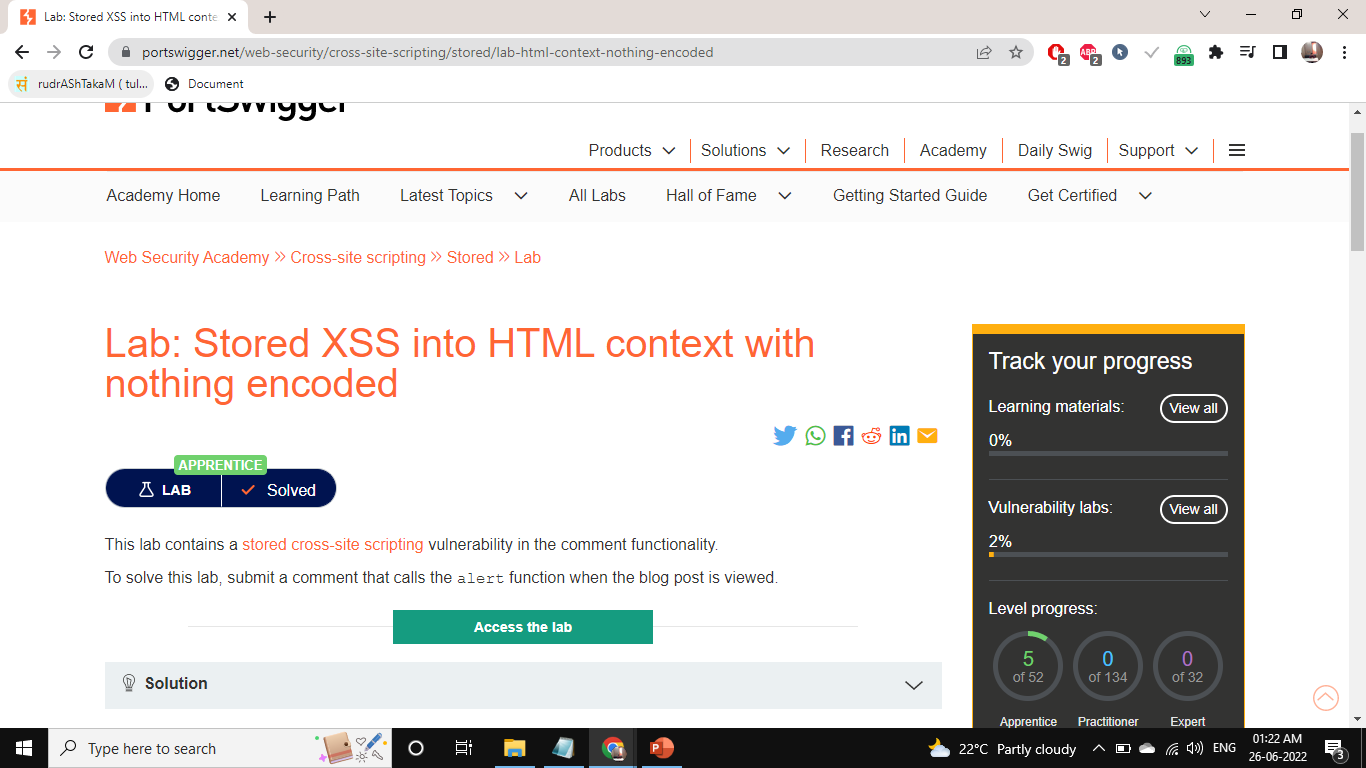 Lab: Stored XSS into HTML conte
portswigger.net/web-security/cross-site-scripting/stored/lab-html-context-nothing-encoded
2
ABP
2
893
सं rudrAShTakaM ( tul... Document
PortSwigger
Products Solutions Research Academy Daily Swig Support
Academy Home Learning Path Latest Topics All Labs Hall of Fame Getting Started Guide Get Certified
Web Security Academy » Cross-site scripting » Stored » Lab
Lab: Stored XSS into HTML context with
nothing encoded
APPRENTICE
LAB Solved
This lab contains a stored cross-site scripting vulnerability in the comment functionality.
To solve this lab, submit a comment that calls the alert function when the blog post is viewed.
Access the lab
Solution
Track your progress
Learning materials: View all
0%
Vulnerability labs: View all
2%
Level progress:
5
of 52
0
of 134
0
of 32
Apprentice Practitioner Expert
Type here to search
22°C Partly cloudy
ENG
01:22 AM
26-06-2022
3